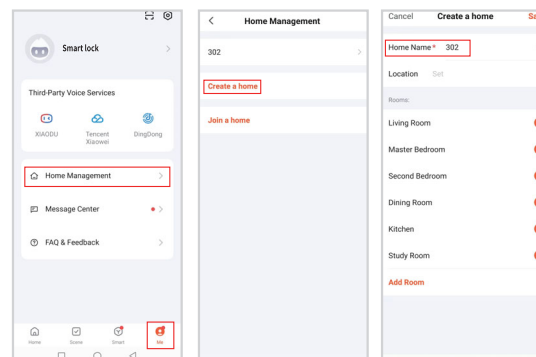 Smart lock
Third-Party Voice Services
XIAODU
Tencent
Xiaowei
DingDong
Home Management
Message Center
FAQ & Feedback
Home
Scene
Smart
Me
Home Management
302
Create a home
Join a home
Cancel
Create a home
Sa
Home Name* 302
Location Set
Rooms:
Living Room
Master Bedroom
Second Bedroom
Dining Room
Kitchen
Study Room
Add Room